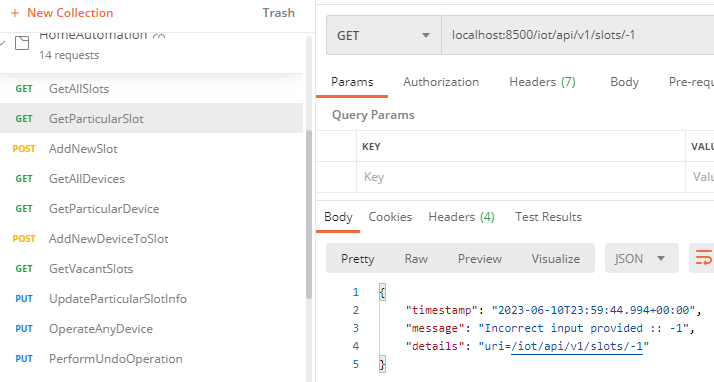 + New Collection Trash
HomeAutomation
14 requests
GET GetAllSlots
GET GetParticularSlot
POST AddNewSlot
GET GetAllDevices
GET GetParticularDevice
POST AddNewDeviceToSlot
GET GetVacantSlots
PUT UpdateParticularSlotInfo
PUT OperateAnyDevice
PUT PerformUndoOperation
GET localhost:8500/iot/api/v1/slots/-1
Params Authorization Headers (7) Body Pre-requ
Query Params
KEY VALU
Key Valu
Body Cookies Headers (4) Test Results
Pretty Raw Preview Visualize JSON
1 {
2 "timestamp": "2023-06-10T23:59:44.994+00:00",
3 "message": "Incorrect input provided :: -1",
4 "details": "uri=/iot/api/v1/slots/-1"
5 }